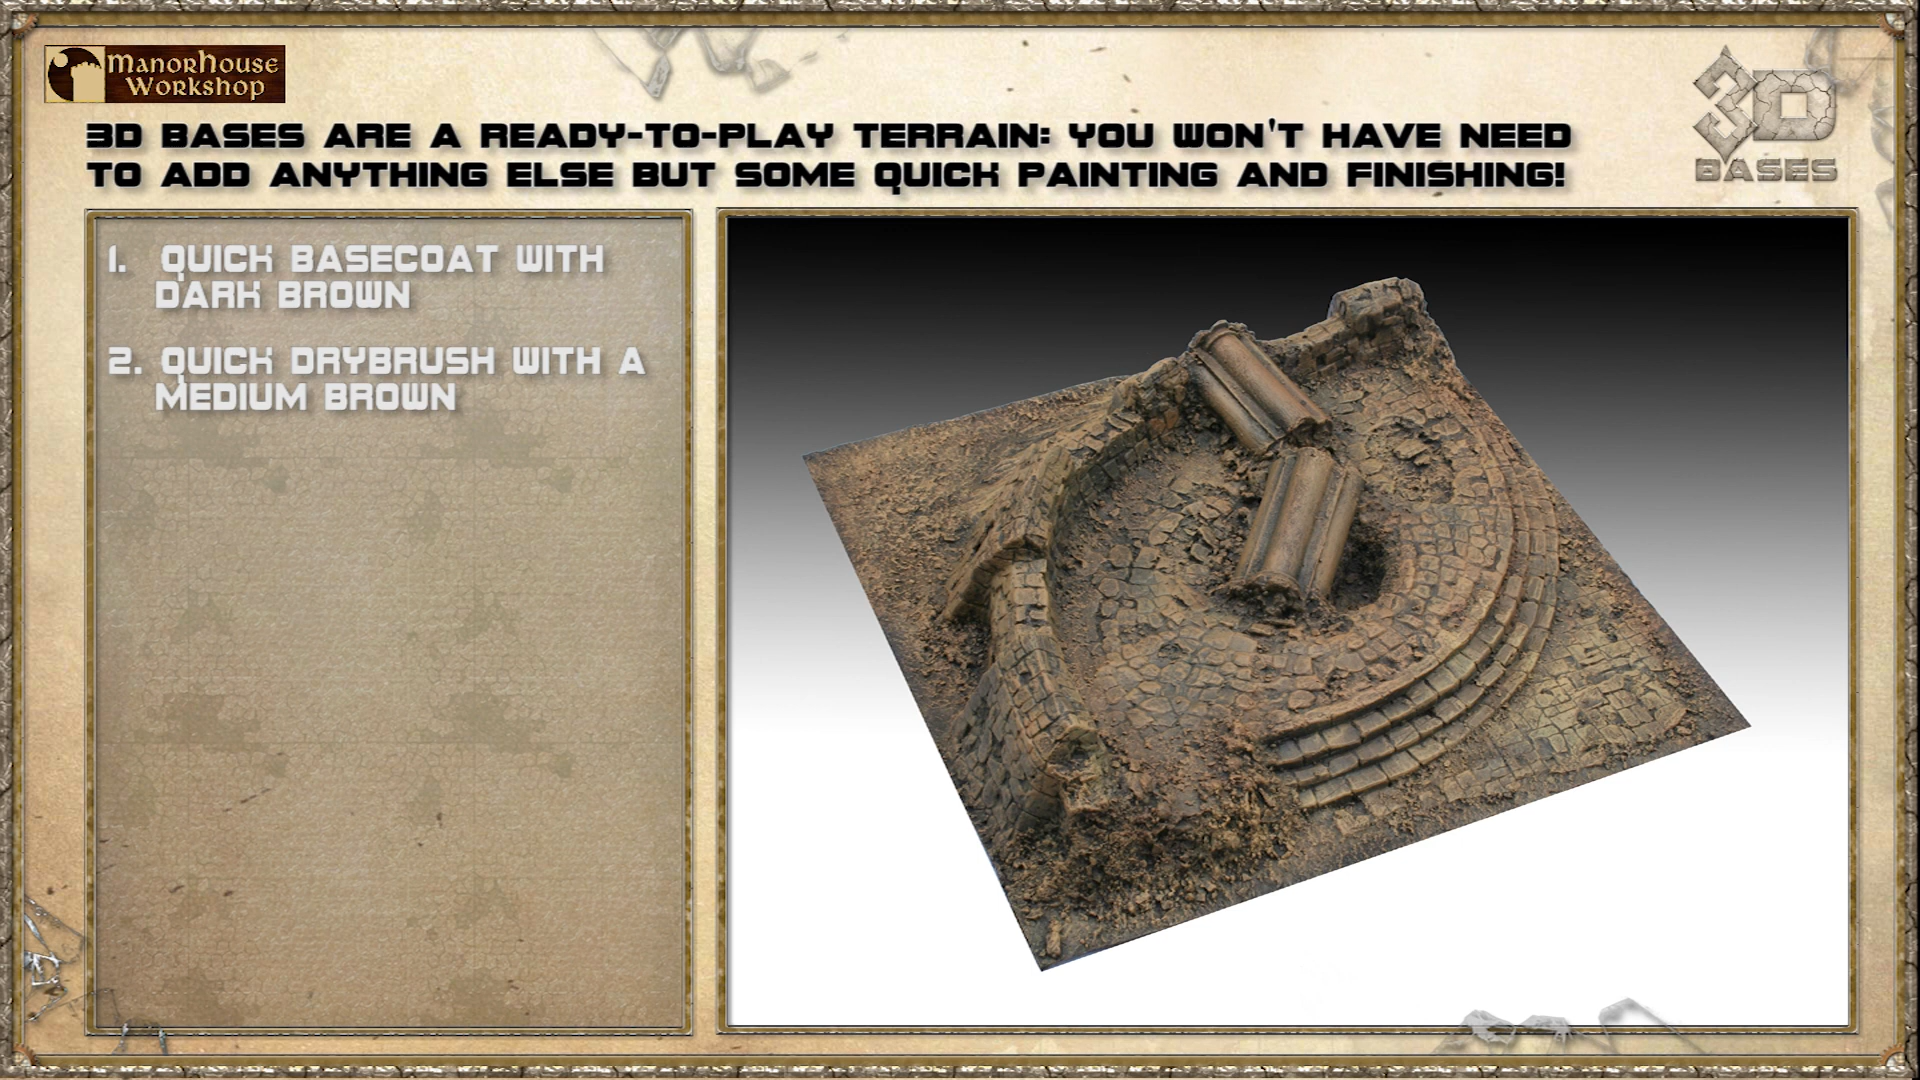 ManorHouse
Workshop
3D BASES
3D BASES ARE A READY-TO-PLAY TERRAIN: YOU WON'T HAVE NEED
TO ADD ANYTHING ELSE BUT SOME QUICK PAINTING AND FINISHING!
1. QUICK BASECOAT WITH
DARK BROWN
2. QUICK DRYBRUSH WITH A
MEDIUM BROWN